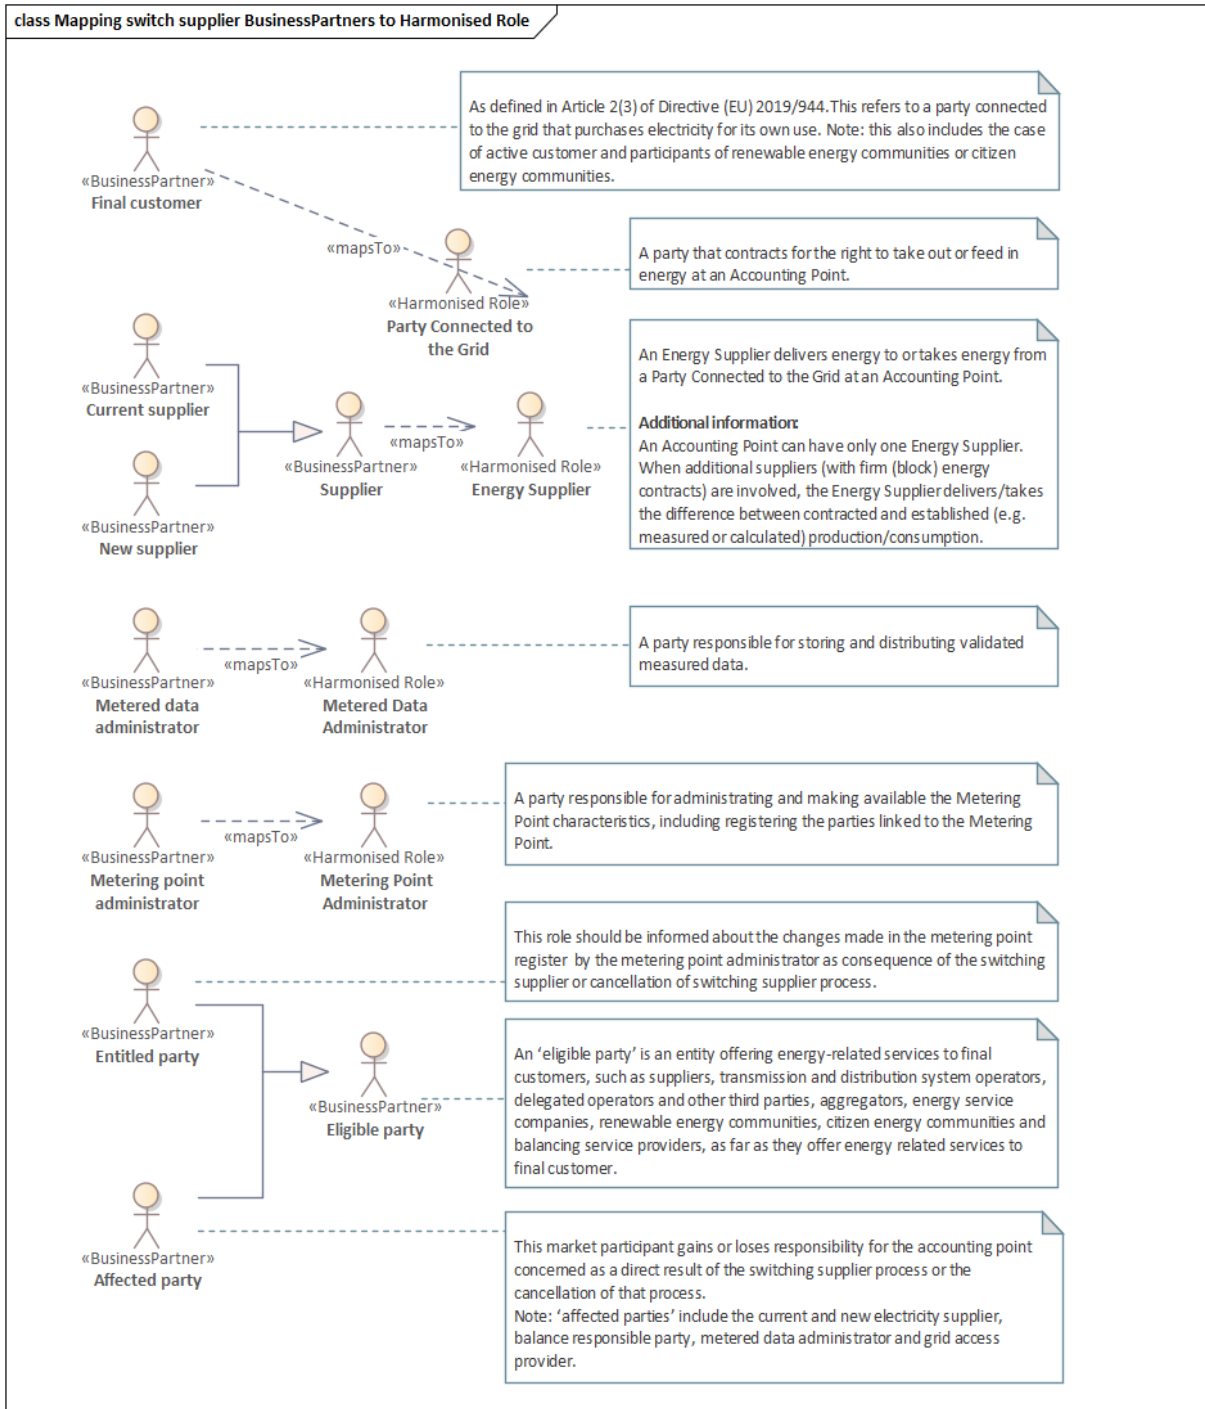 class Mapping switch supplier BusinessPartners to Harmonised Role
As defined in Article 2(3) of Directive (EU) 2019/944.This refers to a party connected
to the grid that purchases electricity for its own use. Note: this also includes the case
of active customer and participants of renewable energy communities or citizen
energy communities.
«BusinessPartner»
Final customer
«mapsTo»
A party that contracts for the right to take out or feed in
energy at an Accounting Point.
«Harmonised Role»
Party Connected to
the Grid
«BusinessPartner»
Current supplier
An Energy Supplier delivers energy to or takes energy from
a Party Connected to the Grid at an Accounting Point.
Additional information:
An Accounting Point can have only one Energy Supplier.
When additional suppliers (with firm (block) energy
contracts) are involved, the Energy Supplier delivers/takes
the difference between contracted and established (e.g.
measured or calculated) production/consumption.
«mapsTo»
«BusinessPartner»
Supplier
«Harmonised Role»
Energy Supplier
«BusinessPartner»
New supplier
A party responsible for storing and distributing validated
measured data.
«mapsTo»
«BusinessPartner»
Metered data
administrator
«Harmonised Role»
Metered Data
Administrator
A party responsible for administrating and making available the Metering
Point characteristics, including registering the parties linked to the Metering
Point.
«mapsTo»
«BusinessPartner»
Metering point
administrator
«Harmonised Role»
Metering Point
Administrator
This role should be informed about the changes made in the metering point
register by the metering point administrator as consequence of the switching
supplier or cancellation of switching supplier process.
«BusinessPartner»
Entitled party
An ‘eligible party’ is an entity offering energy-related services to final
customers, such as suppliers, transmission and distribution system operators,
delegated operators and other third parties, aggregators, energy service
companies, renewable energy communities, citizen energy communities and
balancing service providers, as far as they offer energy related services to
final customer.
«BusinessPartner»
Eligible party
«BusinessPartner»
Affected party
This market participant gains or loses responsibility for the accounting point
concerned as a direct result of the switching supplier process or the
cancellation of that process.
Note: ‘affected parties’ include the current and new electricity supplier,
balance responsible party, metered data administrator and grid access
provider.